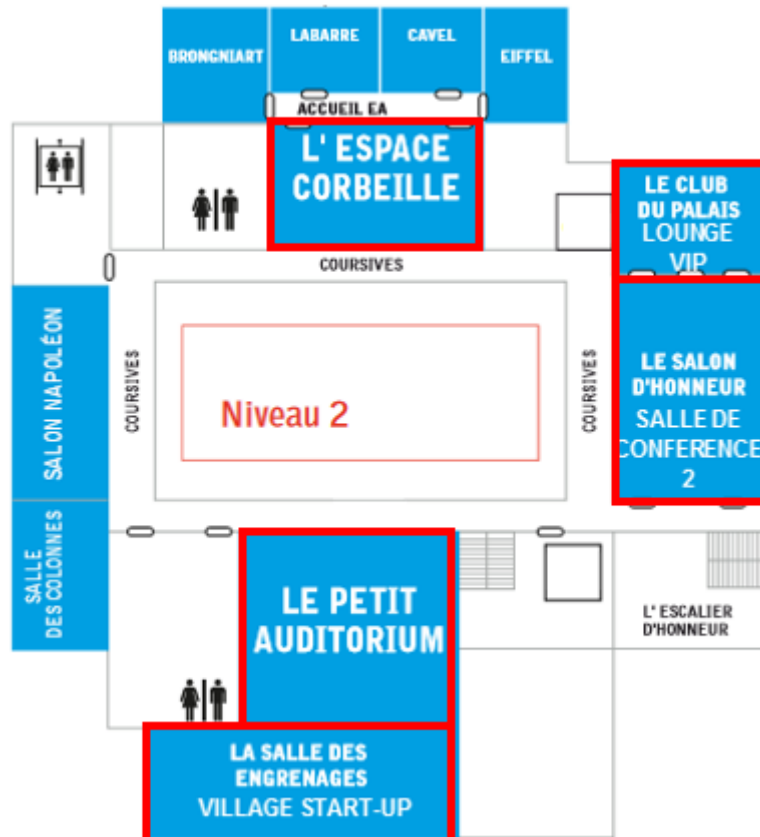 BRONGNIART
LABARRE
CAVEL
EIFFEL
ACCUEIL EA
L' ESPACE
CORBEILLE
LE CLUB
DU PALAIS
LOUNGE
VIP
COURSIVES
SALON NAPOLÉON
COURSIVES
Niveau 2
COURSIVES
LE SALON
D'HONNEUR
SALLE DE
CONFERENCE
2
SALLE
DES COLONNES
LE PETIT
AUDITORIUM
L' ESCALIER
D'HONNEUR
LA SALLE DES
ENGRENAGES
VILLAGE START-UP